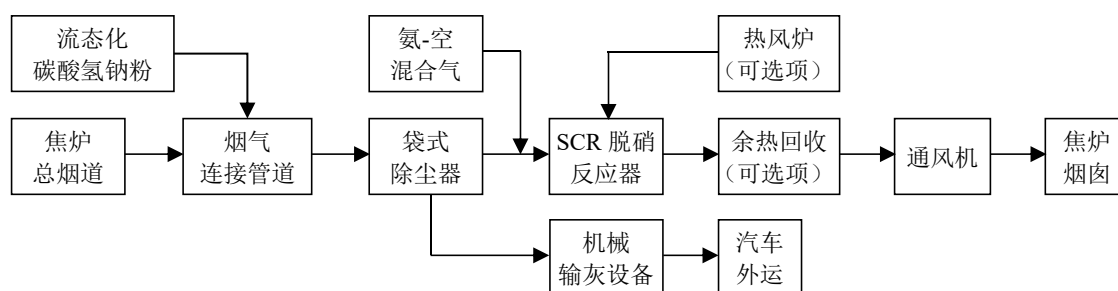 流态化
碳酸氢钠粉
氨-空
混合气
热风炉
（可选项）
焦炉
总烟道
烟气
连接管道
袋式
除尘器
SCR 脱硝
反应器
余热回收
（可选项）
通风机
焦炉
烟囱
机械
输灰设备
汽车
外运